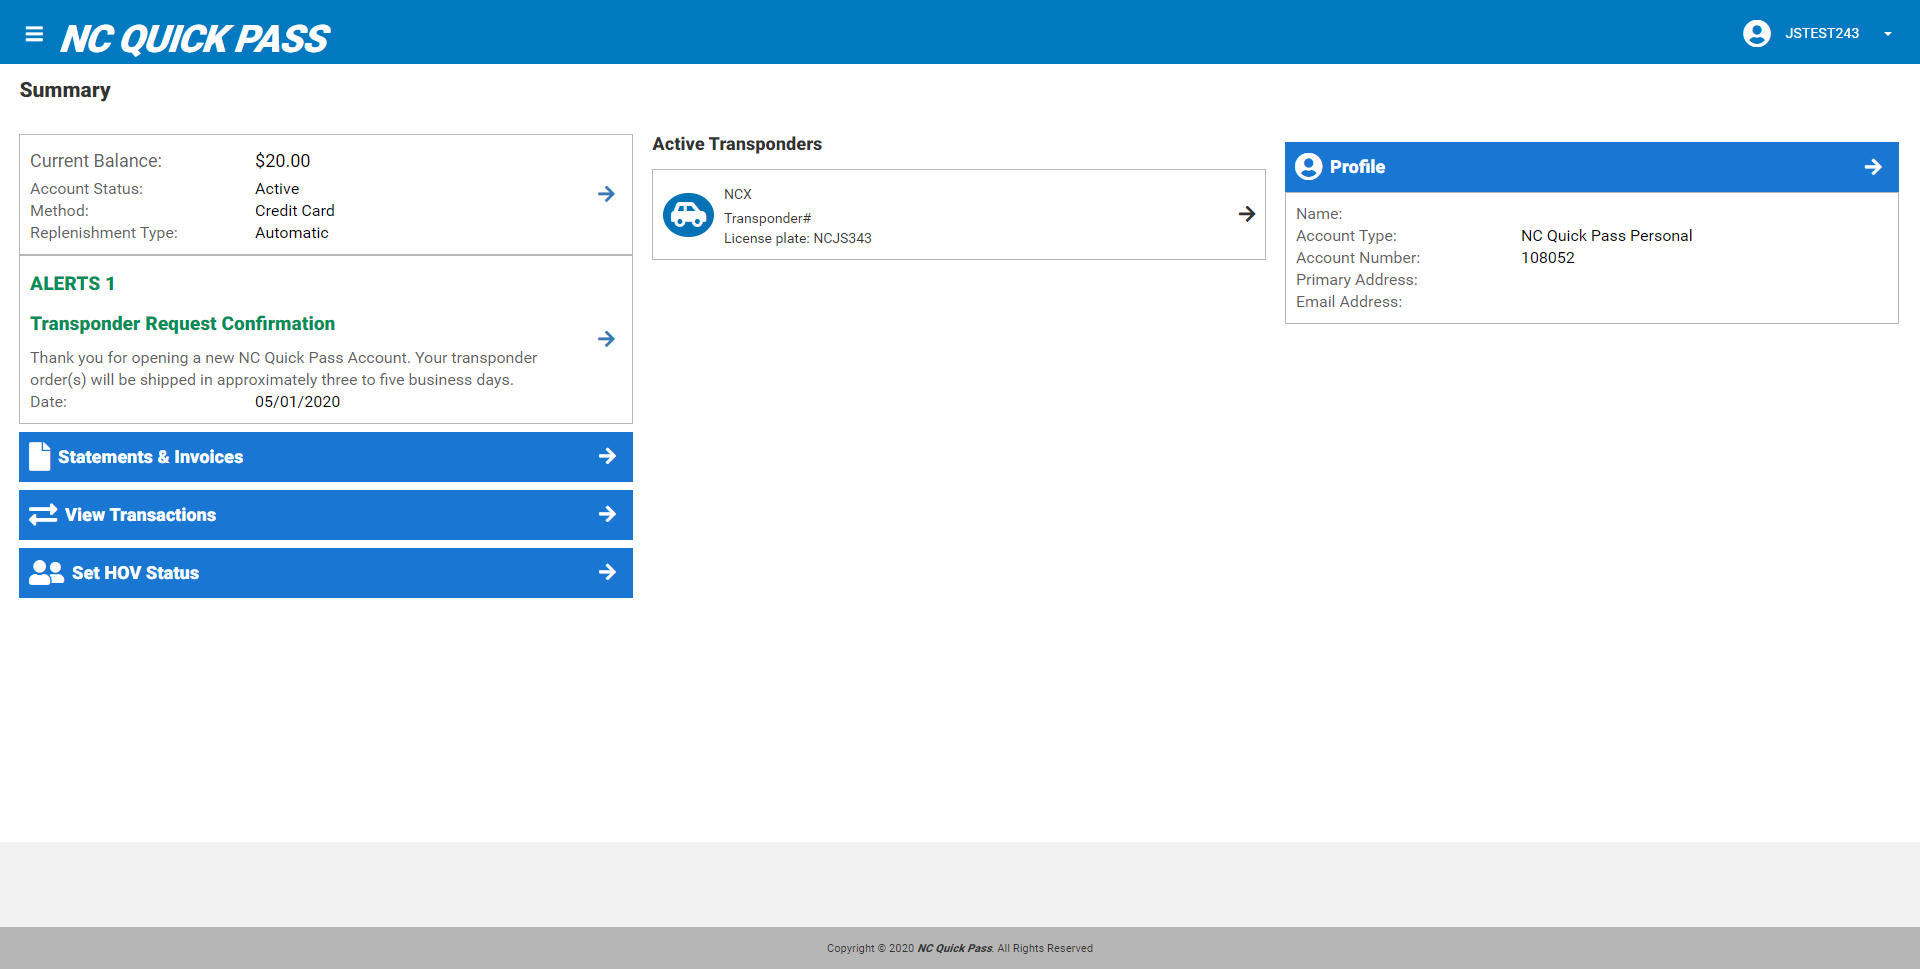 NC QUICK PASS
JSTEST243
Summary
Current Balance: $20.00
Account Status: Active
Method: Credit Card
Replenishment Type: Automatic
ALERTS 1
Transponder Request Confirmation
Thank you for opening a new NC Quick Pass Account. Your transponder
order(s) will be shipped in approximately three to five business days.
Date: 05/01/2020
Statements & Invoices
View Transactions
Set HOV Status
Active Transponders
NCX
Transponder#
License plate: NCJS343
Profile
Name:
Account Type: NC Quick Pass Personal
Account Number: 108052
Primary Address:
Email Address:
Copyright © 2020 NC Quick Pass. All Rights Reserved